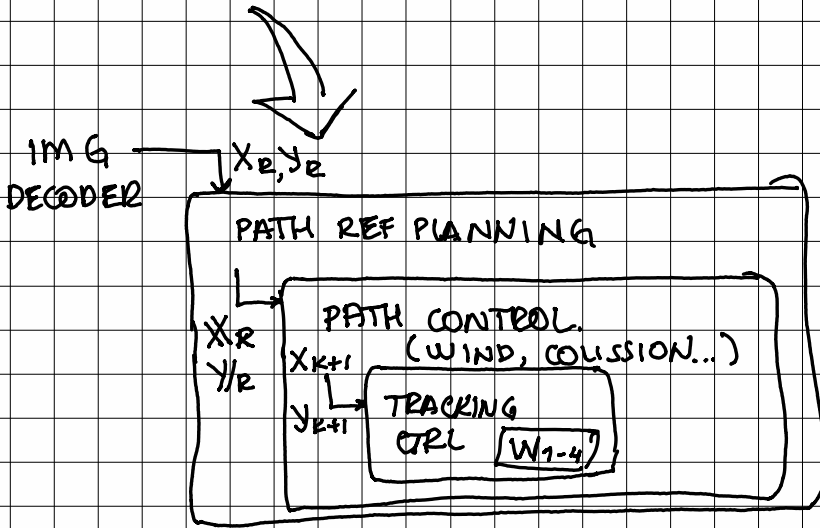 IMG
DECODER
XR, YR
PATH REF PLANNING
XR
YR
PATH CONTROL.
(WIND, COLISSION...)
XK+1
YK+1
TRACKING
CTRL
W1-4